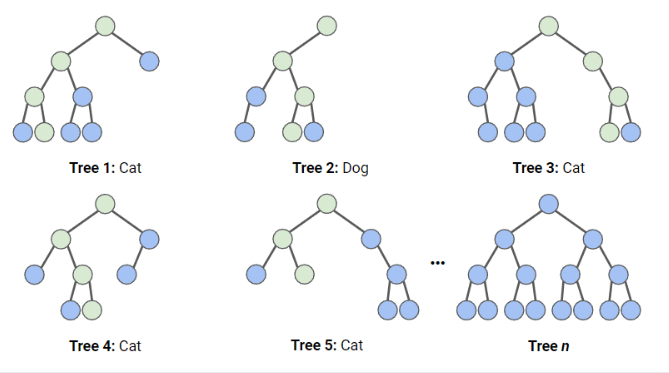 Tree 1: Cat
Tree 2: Dog
Tree 3: Cat
...
Tree 4: Cat
Tree 5: Cat
Tree n